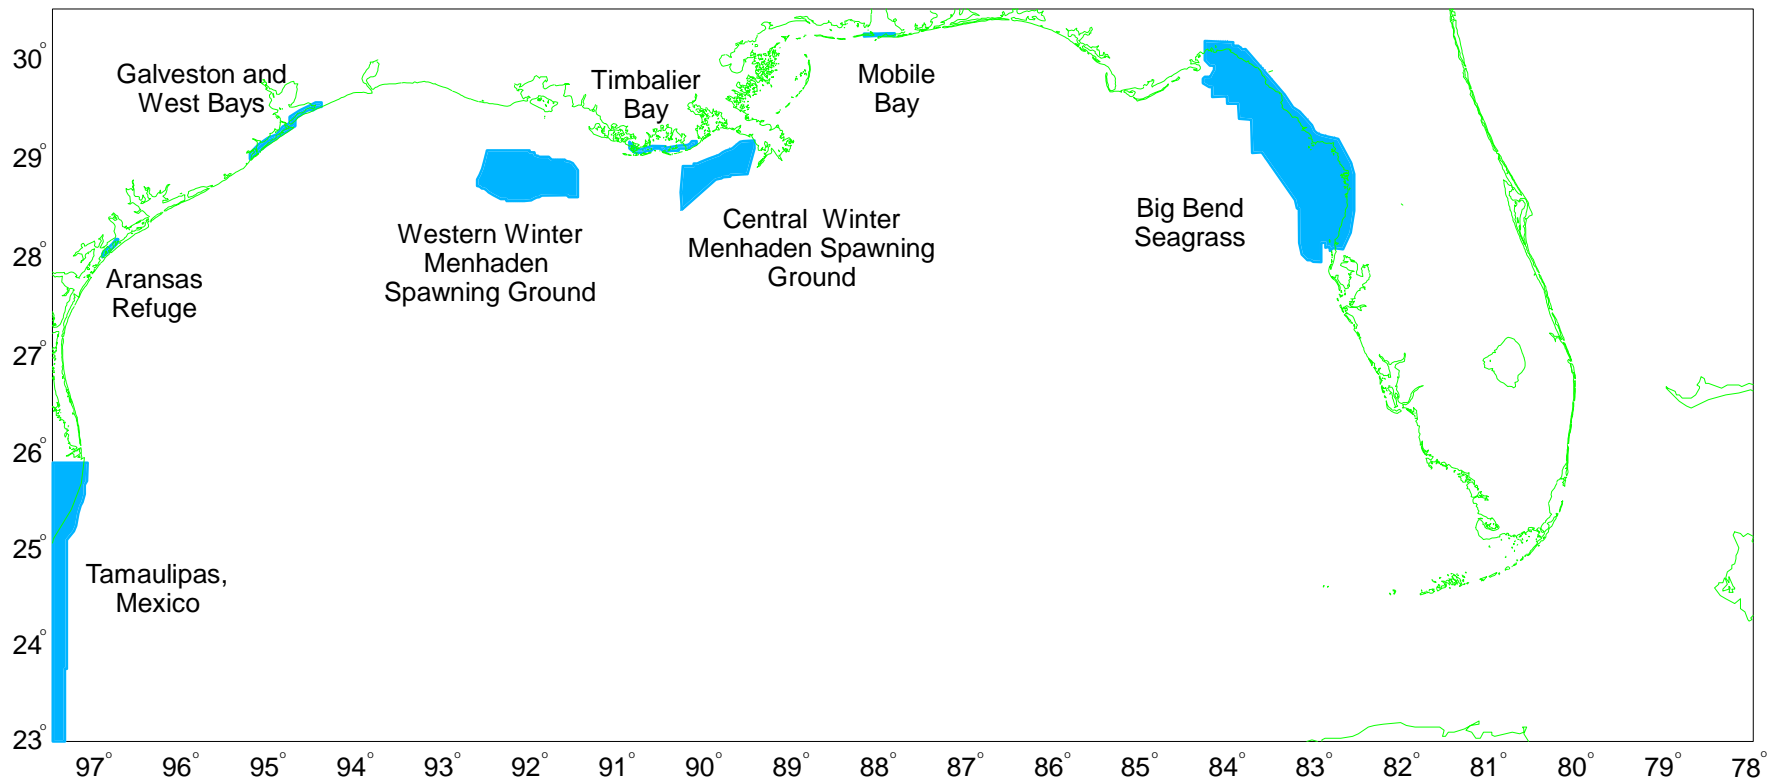 30°
Galveston and
West Bays
Timbalier
Bay
Mobile
Bay
29°
Big Bend
Seagrass
Central  Winter
Menhaden Spawning
Ground
Western Winter
Menhaden
Spawning Ground
28°
Aransas
Refuge
27°
26°
25°
Tamaulipas,
Mexico
24°
23°
97° 96° 95° 94° 93° 92° 91° 90° 89° 88° 87° 86° 85° 84° 83° 82° 81° 80° 79° 78°